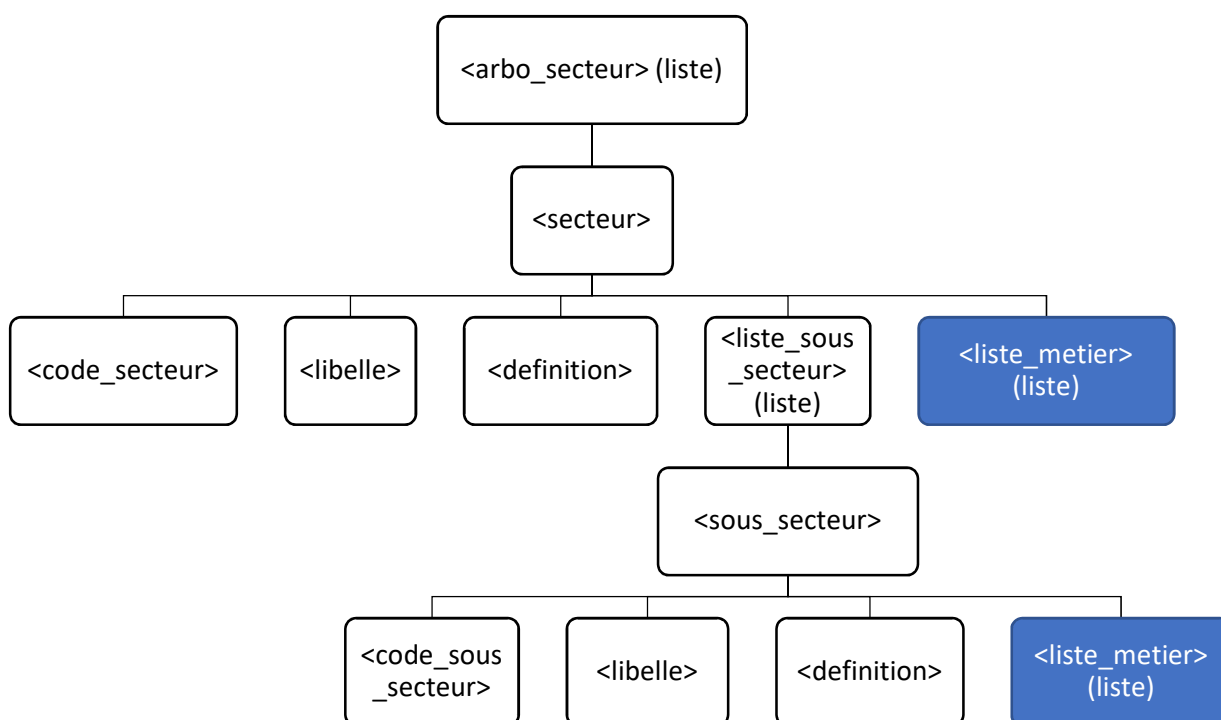 <arbo_secteur> (liste)
<secteur>
<code_secteur>
<libelle>
<definition>
<liste_sous
_secteur>
(liste)
<liste_metier>
(liste)
<sous_secteur>
<code_sous
_secteur>
<libelle>
<definition>
<liste_metier>
(liste)